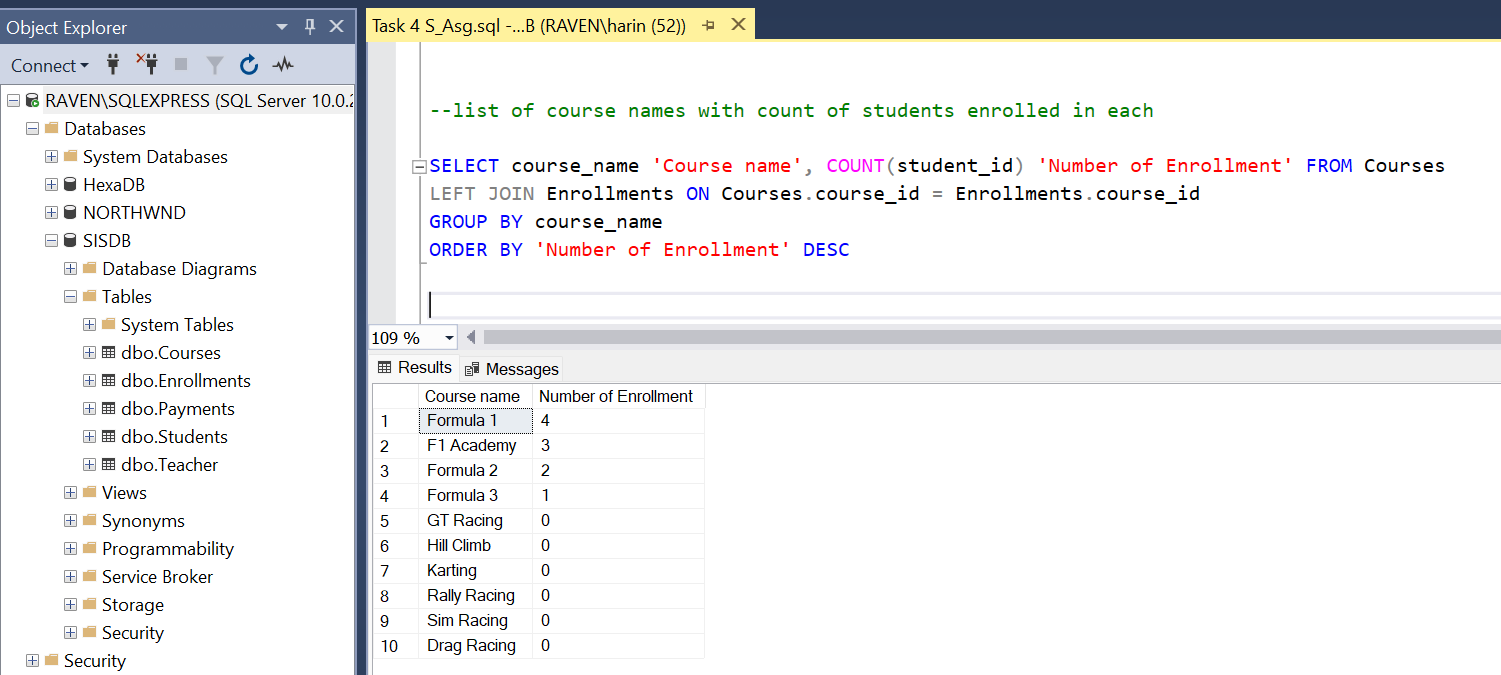 Object Explorer
Connect
RAVEN\SQLEXPRESS (SQL Server 10.0.2
Databases
System Databases
HexaDB
NORTHWND
SISDB
Database Diagrams
Tables
System Tables
dbo.Courses
dbo.Enrollments
dbo.Payments
dbo.Students
dbo.Teacher
Views
Synonyms
Programmability
Service Broker
Storage
Security
Security
Task 4 S_Asg.sql -...B (RAVEN\harin (52))
--list of course names with count of students enrolled in each
SELECT course_name 'Course name', COUNT(student_id) 'Number of Enrollment' FROM Courses
LEFT JOIN Enrollments ON Courses.course_id = Enrollments.course_id
GROUP BY course_name
ORDER BY 'Number of Enrollment' DESC
109 %
Results Messages
Course name Number of Enrollment
1 Formula 1 4
2 F1 Academy 3
3 Formula 2 2
4 Formula 3 1
5 GT Racing 0
6 Hill Climb 0
7 Karting 0
8 Rally Racing 0
9 Sim Racing 0
10 Drag Racing 0